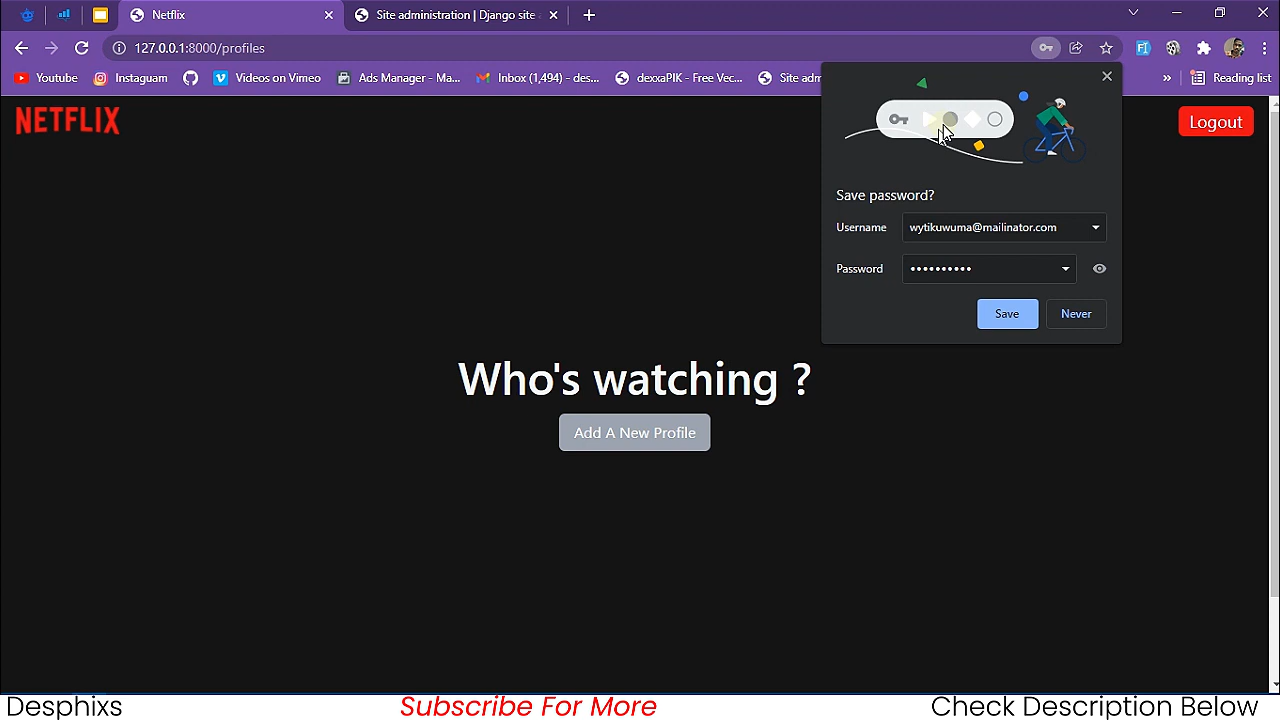 Netflix
Site administration | Django site
127.0.0.1:8000/profiles
Youtube
Instaguam
Videos on Vimeo
Ads Manager - Ma...
Inbox (1,494) - des...
dexxaPIK - Free Vec...
Site adm
»
Reading list
NETFLIX
Logout
Save password?
Username
wytikuwuma@mailinator.com
Password
••••••••••
Save
Never
Who's watching ?
Add A New Profile
Desphixs
Subscribe For More
Check Description Below